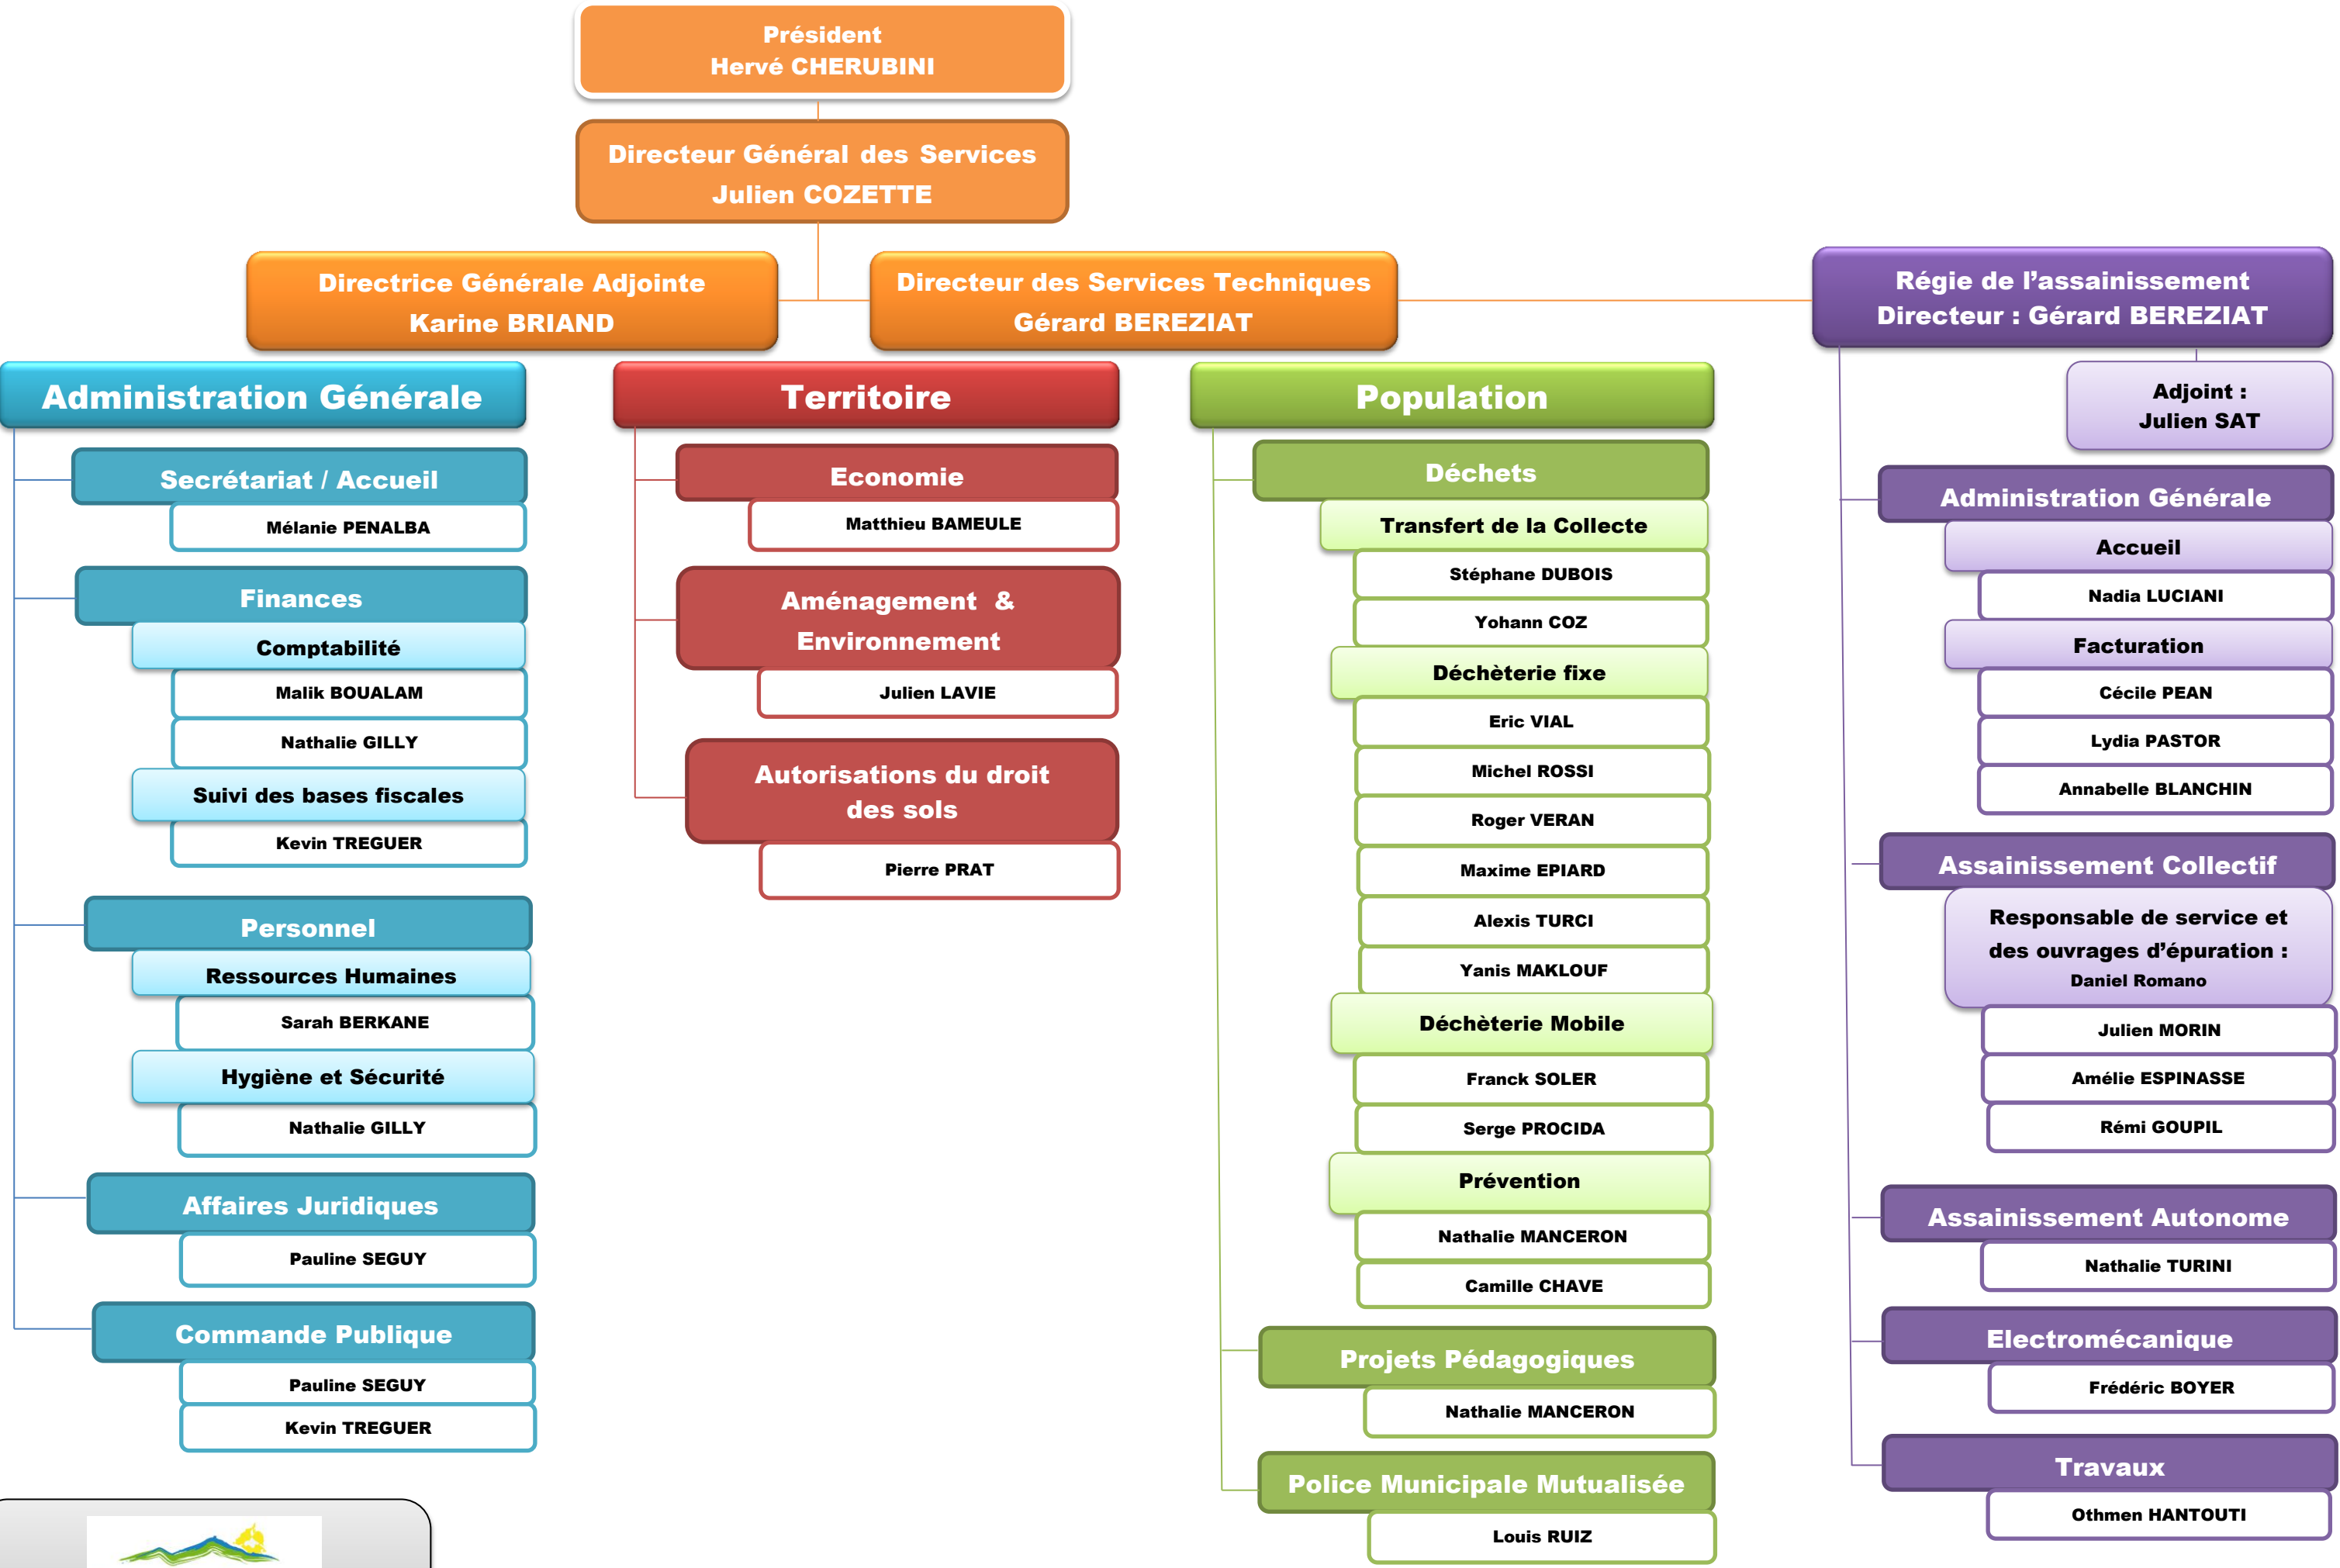 Président
Hervé CHERUBINI
Directeur Général des Services
Julien COZETTE
Directrice Générale Adjointe
Karine BRIAND
Directeur des Services Techniques
Gérard BEREZIAT
Régie de l’assainissement
Directeur : Gérard BEREZIAT
Adjoint :
Julien SAT
Administration Générale
Secrétariat / Accueil
Mélanie PENALBA
Finances
Comptabilité
Malik BOUALAM
Nathalie GILLY
Suivi des bases fiscales
Kevin TREGUER
Personnel
Ressources Humaines
Sarah BERKANE
Hygiène et Sécurité
Nathalie GILLY
Affaires Juridiques
Pauline SEGUY
Commande Publique
Pauline SEGUY
Kevin TREGUER
Territoire
Economie
Matthieu BAMEULE
Aménagement &
Environnement
Julien LAVIE
Autorisations du droit
des sols
Pierre PRAT
Population
Déchets
Transfert de la Collecte
Stéphane DUBOIS
Yohann COZ
Déchèterie fixe
Eric VIAL
Michel ROSSI
Roger VERAN
Maxime EPIARD
Alexis TURCI
Yanis MAKLOUF
Déchèterie Mobile
Franck SOLER
Serge PROCIDA
Prévention
Nathalie MANCERON
Camille CHAVE
Projets Pédagogiques
Nathalie MANCERON
Police Municipale Mutualisée
Louis RUIZ
Administration Générale
Accueil
Nadia LUCIANI
Facturation
Cécile PEAN
Lydia PASTOR
Annabelle BLANCHIN
Assainissement Collectif
Responsable de service et
des ouvrages d’épuration :
Daniel Romano
Julien MORIN
Amélie ESPINASSE
Rémi GOUPIL
Assainissement Autonome
Nathalie TURINI
Electromécanique
Frédéric BOYER
Travaux
Othmen HANTOUTI